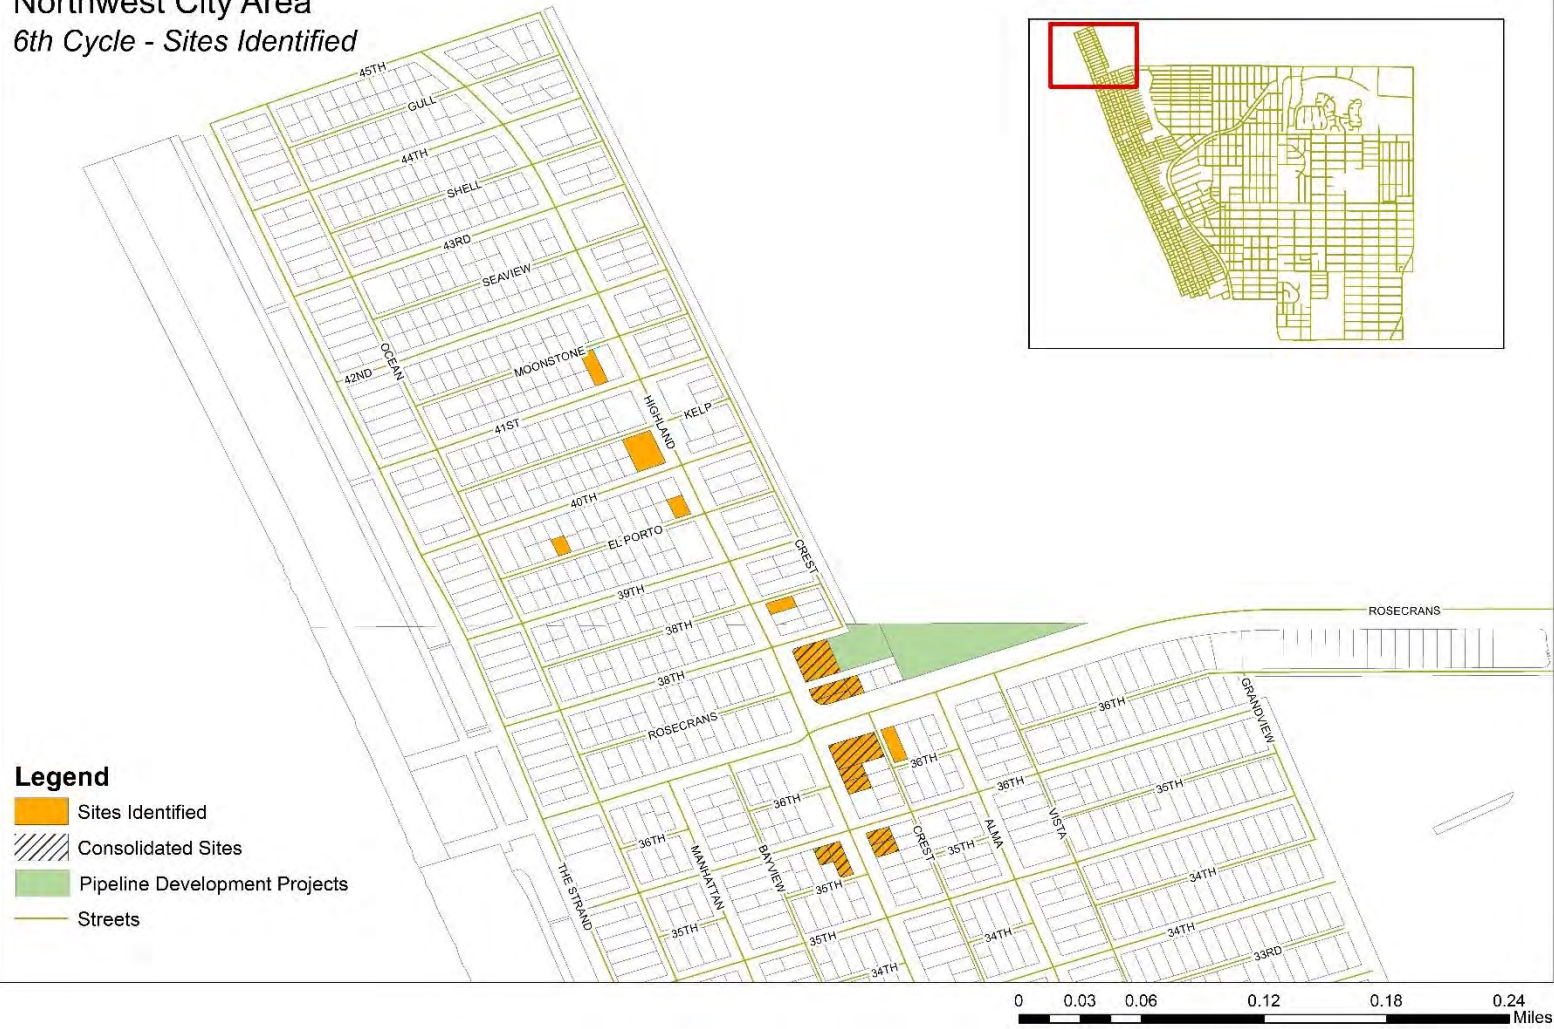 Northwest City Area
6th Cycle - Sites Identified
45TH
GULL
44TH
SHELL
43RD
SEAVIEW
OCEAN
42ND
MOONSTONE
HIGHLAND
KELP
41ST
40TH
EL PORTO
CREST
39TH
38TH
ROSECRANS
38TH
ROSECRANS
GRANDVIEW
36TH
36TH
36TH
35TH
36TH
VISTA
ALMA
CREST
35TH
36TH
MANHATTAN
BAYVIEW
THE STRAND
35TH
34TH
35TH
35TH
34TH
34TH
33RD
34TH
Legend
Sites Identified
Consolidated Sites
Pipeline Development Projects
Streets
0 0.03 0.06 0.12 0.18 0.24
Miles